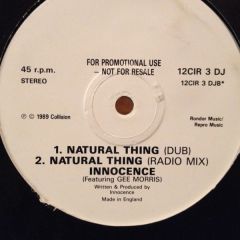 45 r.p.m.
STEREO
FOR PROMOTIONAL USE
– NOT FOR RESALE
12CIR 3 DJ
12CIR 3 DJB*
℗ © 1989 Collision
Rondor Music/
Repro Music
1. NATURAL THING (DUB)
2. NATURAL THING (RADIO MIX)
INNOCENCE
(Featuring GEE MORRIS)
Written & Produced by
Innocence
Made in England